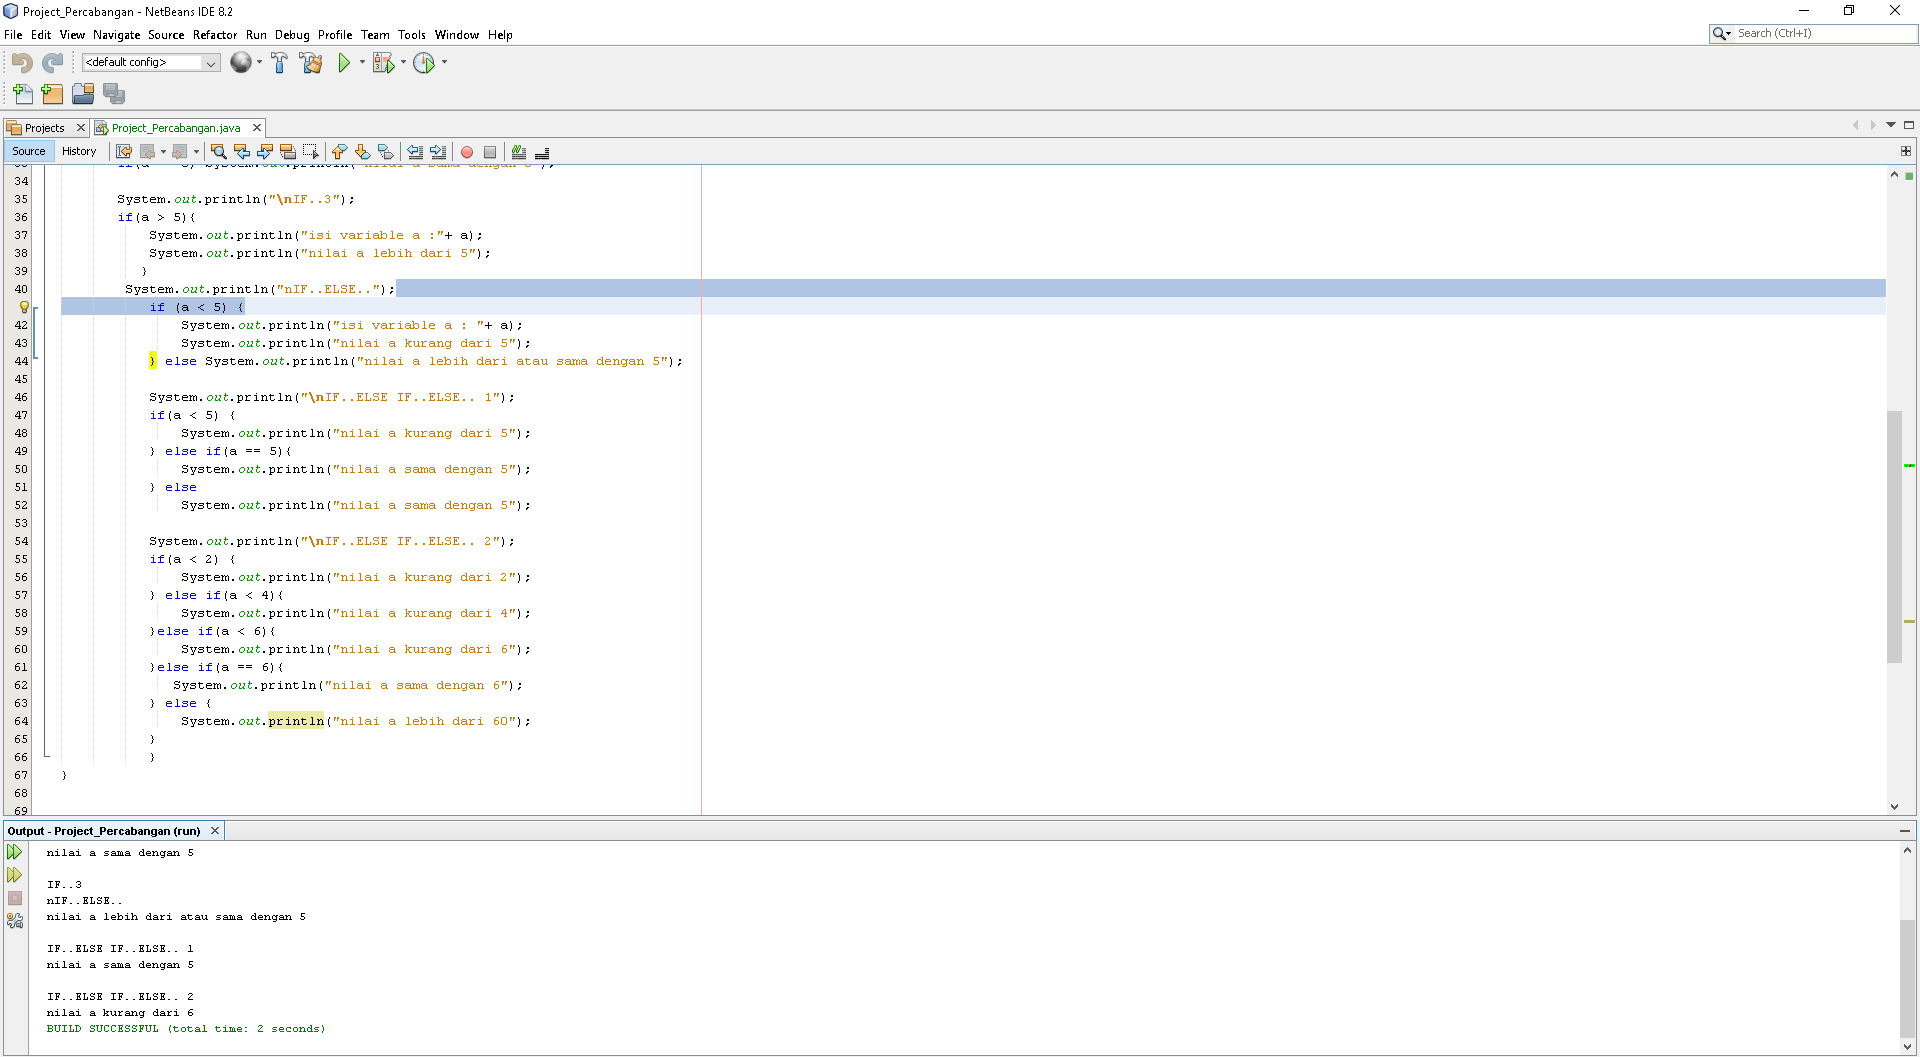 Project_Percabangan - NetBeans IDE 8.2
File Edit View Navigate Source Refactor Run Debug Profile Team Tools Window Help
Search (Ctrl+I)
<default config>
Projects Project_Percabangan.java
Source History
34
35 System.out.println("\nIF..3");
36 if(a > 5){
37 System.out.println("isi variable a :"+ a);
38 System.out.println("nilai a lebih dari 5");
39 }
40 System.out.println("nIF..ELSE..");
if (a < 5) {
42 System.out.println("isi variable a : "+ a);
43 System.out.println("nilai a kurang dari 5");
44 } else System.out.println("nilai a lebih dari atau sama dengan 5");
45
46 System.out.println("\nIF..ELSE IF..ELSE.. 1");
47 if(a < 5) {
48 System.out.println("nilai a kurang dari 5");
49 } else if(a == 5){
50 System.out.println("nilai a sama dengan 5");
51 } else
52 System.out.println("nilai a sama dengan 5");
53
54 System.out.println("\nIF..ELSE IF..ELSE.. 2");
55 if(a < 2) {
56 System.out.println("nilai a kurang dari 2");
57 } else if(a < 4){
58 System.out.println("nilai a kurang dari 4");
59 }else if(a < 6){
60 System.out.println("nilai a kurang dari 6");
61 }else if(a == 6){
62 System.out.println("nilai a sama dengan 6");
63 } else {
64 System.out.println("nilai a lebih dari 60");
65 }
66 }
67 }
68
69
Output - Project_Percabangan (run)
nilai a sama dengan 5
IF..3
nIF..ELSE..
nilai a lebih dari atau sama dengan 5
IF..ELSE IF..ELSE.. 1
nilai a sama dengan 5
IF..ELSE IF..ELSE.. 2
nilai a kurang dari 6
BUILD SUCCESSFUL (total time: 2 seconds)